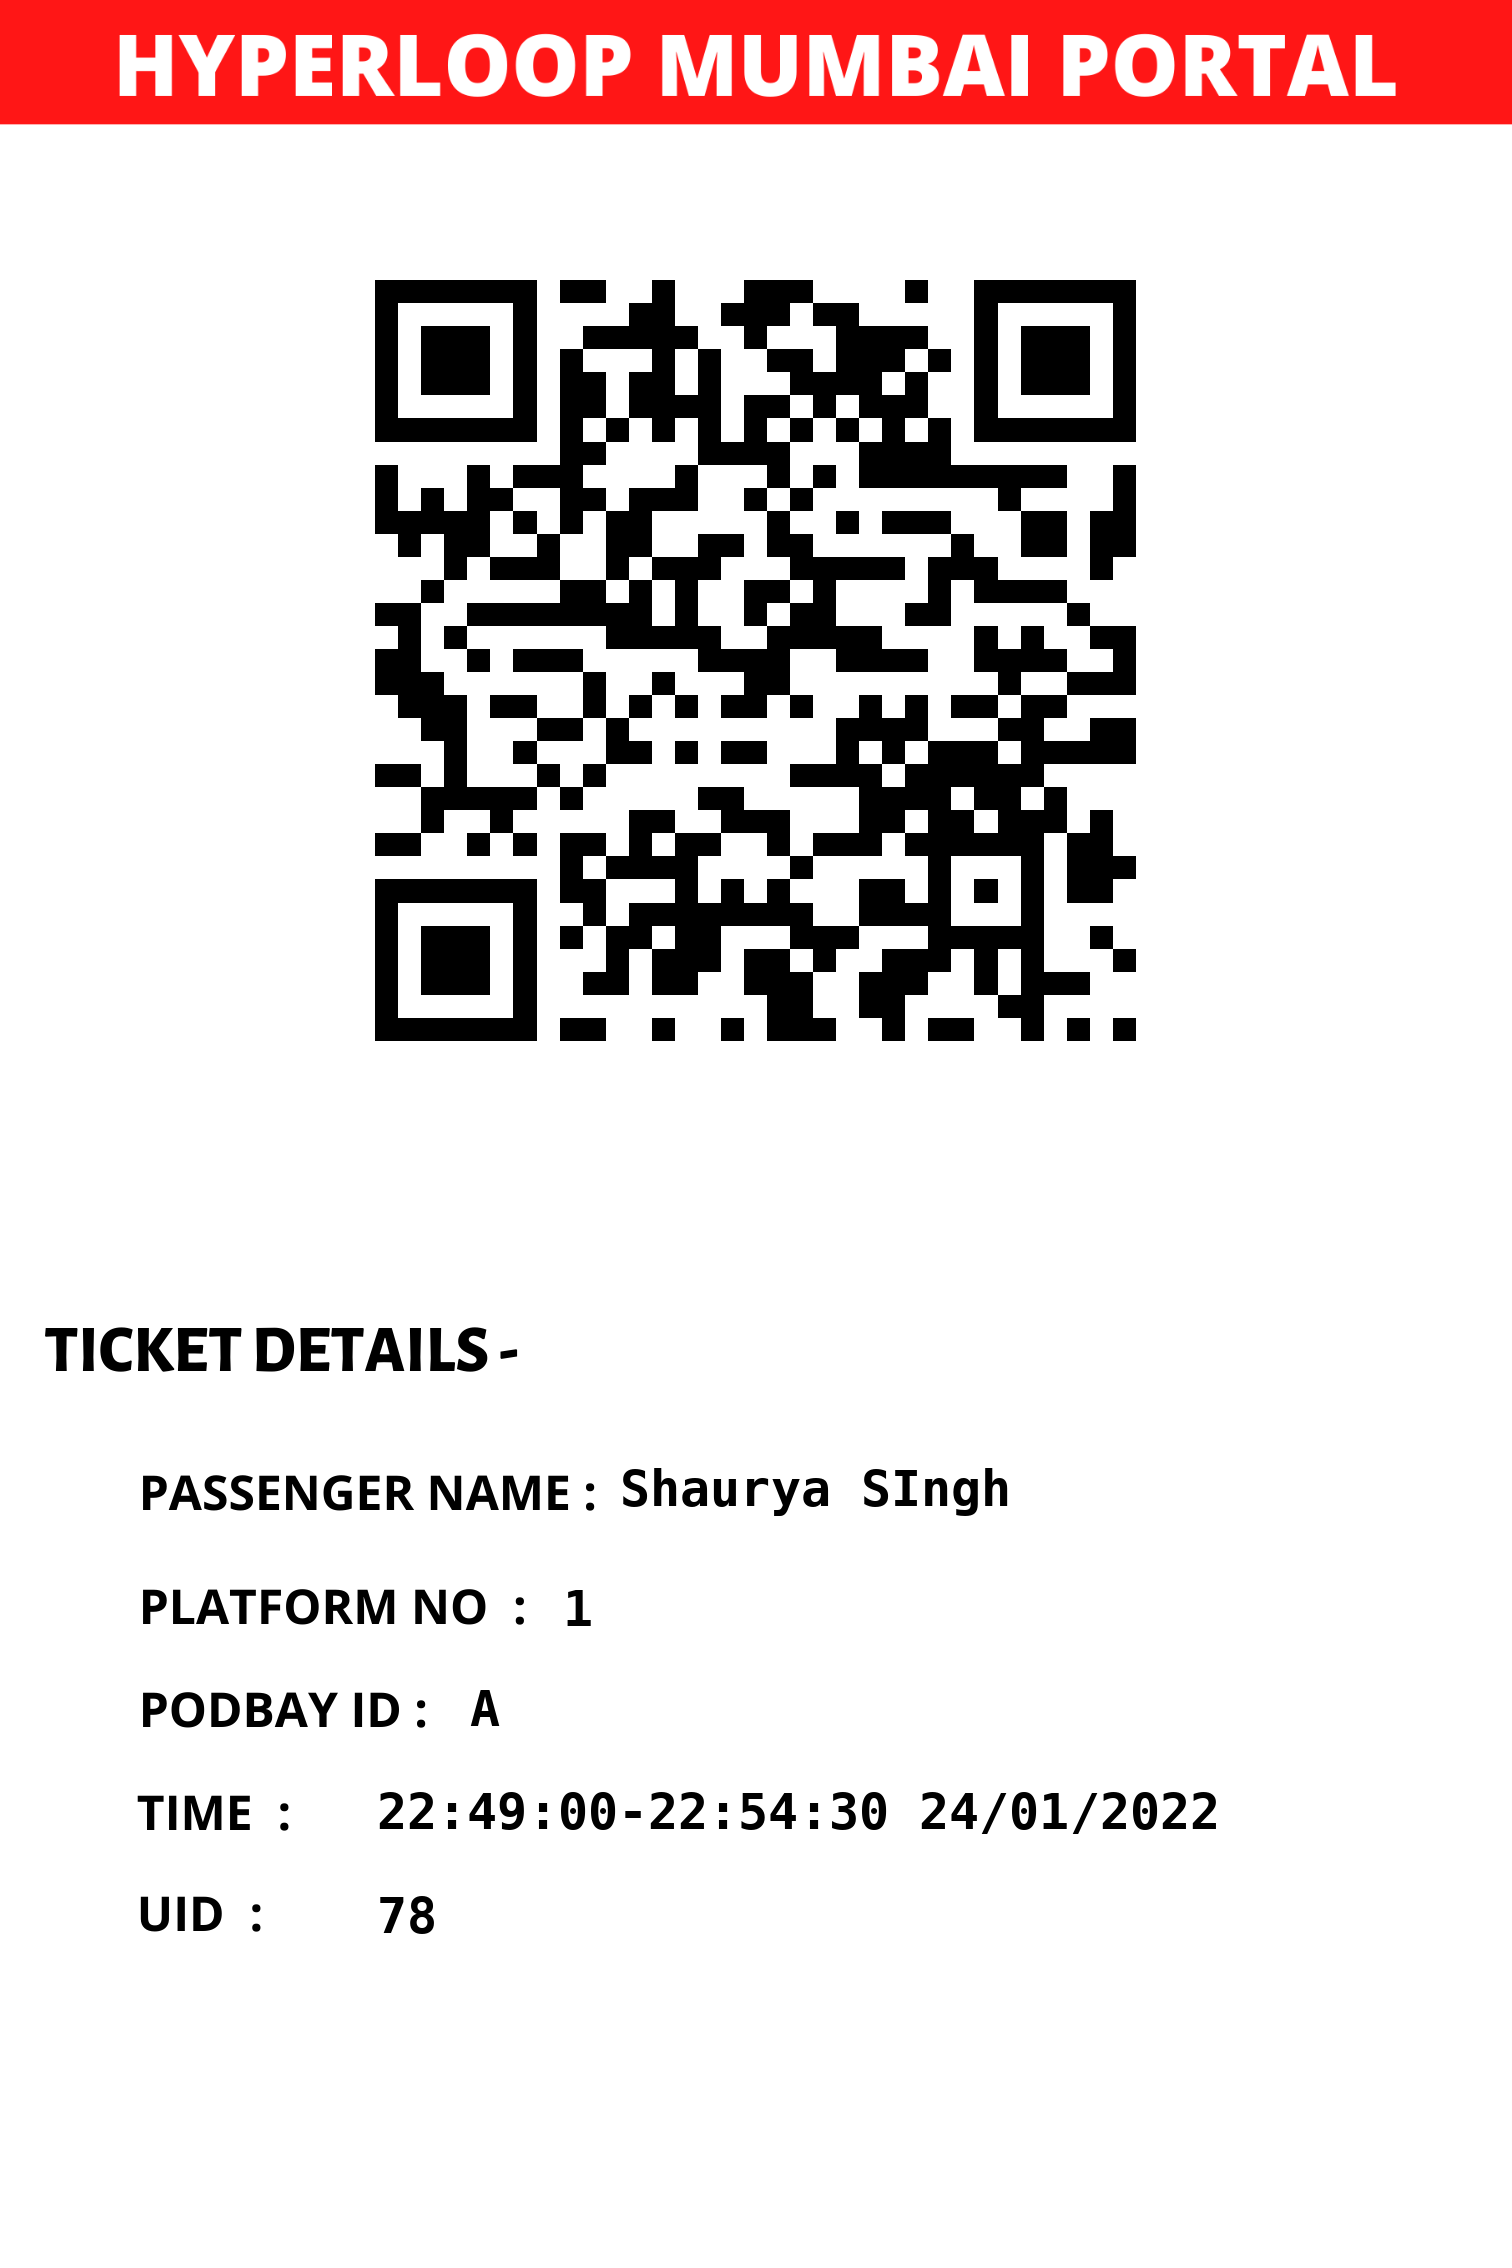 HYPERLOOP MUMBAI PORTAL
TICKET DETAILS -
PASSENGER NAME : Shaurya SIngh
PLATFORM NO : 1
PODBAY ID : A
TIME : 22:49:00-22:54:30 24/01/2022
UID : 78